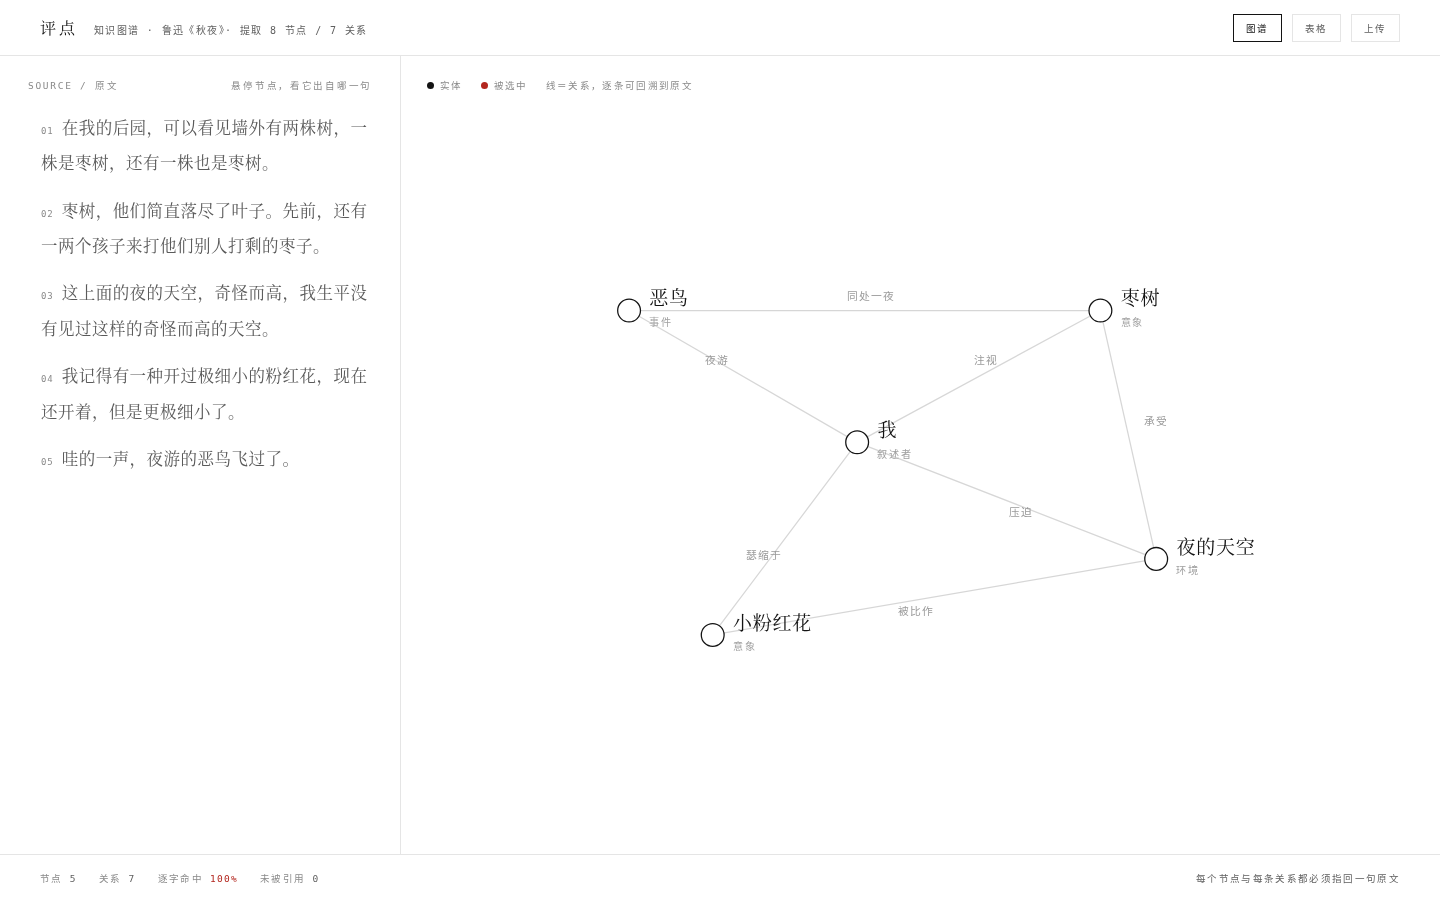 评点 知识图谱 · 鲁迅《秋夜》· 提取 8 节点 / 7 关系
图谱 表格 上传
SOURCE / 原文 悬停节点，看它出自哪一句
01 在我的后园，可以看见墙外有两株树，一
株是枣树，还有一株也是枣树。
02 枣树，他们简直落尽了叶子。先前，还有
一两个孩子来打他们别人打剩的枣子。
03 这上面的夜的天空，奇怪而高，我生平没
有见过这样的奇怪而高的天空。
04 我记得有一种开过极细小的粉红花，现在
还开着，但是更极细小了。
05 哇的一声，夜游的恶鸟飞过了。
实体 被选中 线＝关系，逐条可回溯到原文
恶鸟
事件
同处一夜
枣树
意象
夜游
注视
承受
我
叙述者
压迫
夜的天空
环境
瑟缩于
被比作
小粉红花
意象
节点 5 关系 7 逐字命中 100% 未被引用 0
每个节点与每条关系都必须指回一句原文